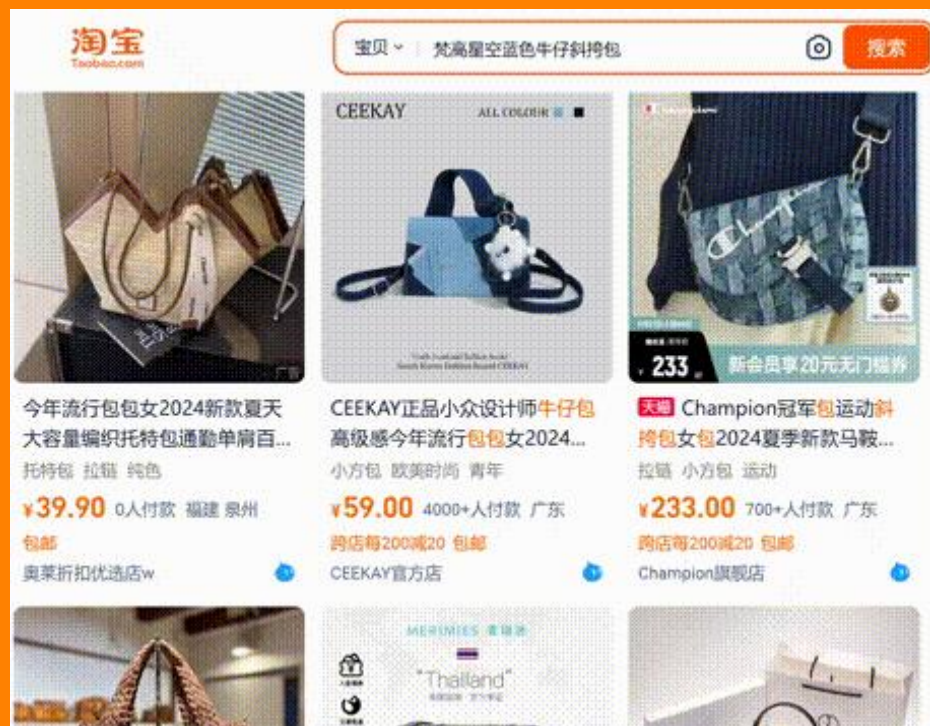 淘宝
Taobao.com
宝贝
梵高星空蓝色牛仔斜挎包
搜索
CEEKAY
ALL COLOUR
233
新会员享20元无门槛券
今年流行包包女2024新款夏天
大容量编织托特包通勤单肩百...
托特包 拉链 纯色
¥39.90 0人付款 福建 泉州
包邮
奥莱折扣优选店w
CEEKAY正品小众设计师牛仔包
高级感今年流行包包女2024...
小方包 欧美时尚 青年
¥59.00 4000+人付款 广东
跨店每200减20 包邮
CEEKAY官方店
天猫 Champion冠军包运动斜
挎包女包2024夏季新款马鞍...
拉链 小方包 运动
¥233.00 700+人付款 广东
跨店每200减20 包邮
Champion旗舰店
MERIMIES
"Thailand"